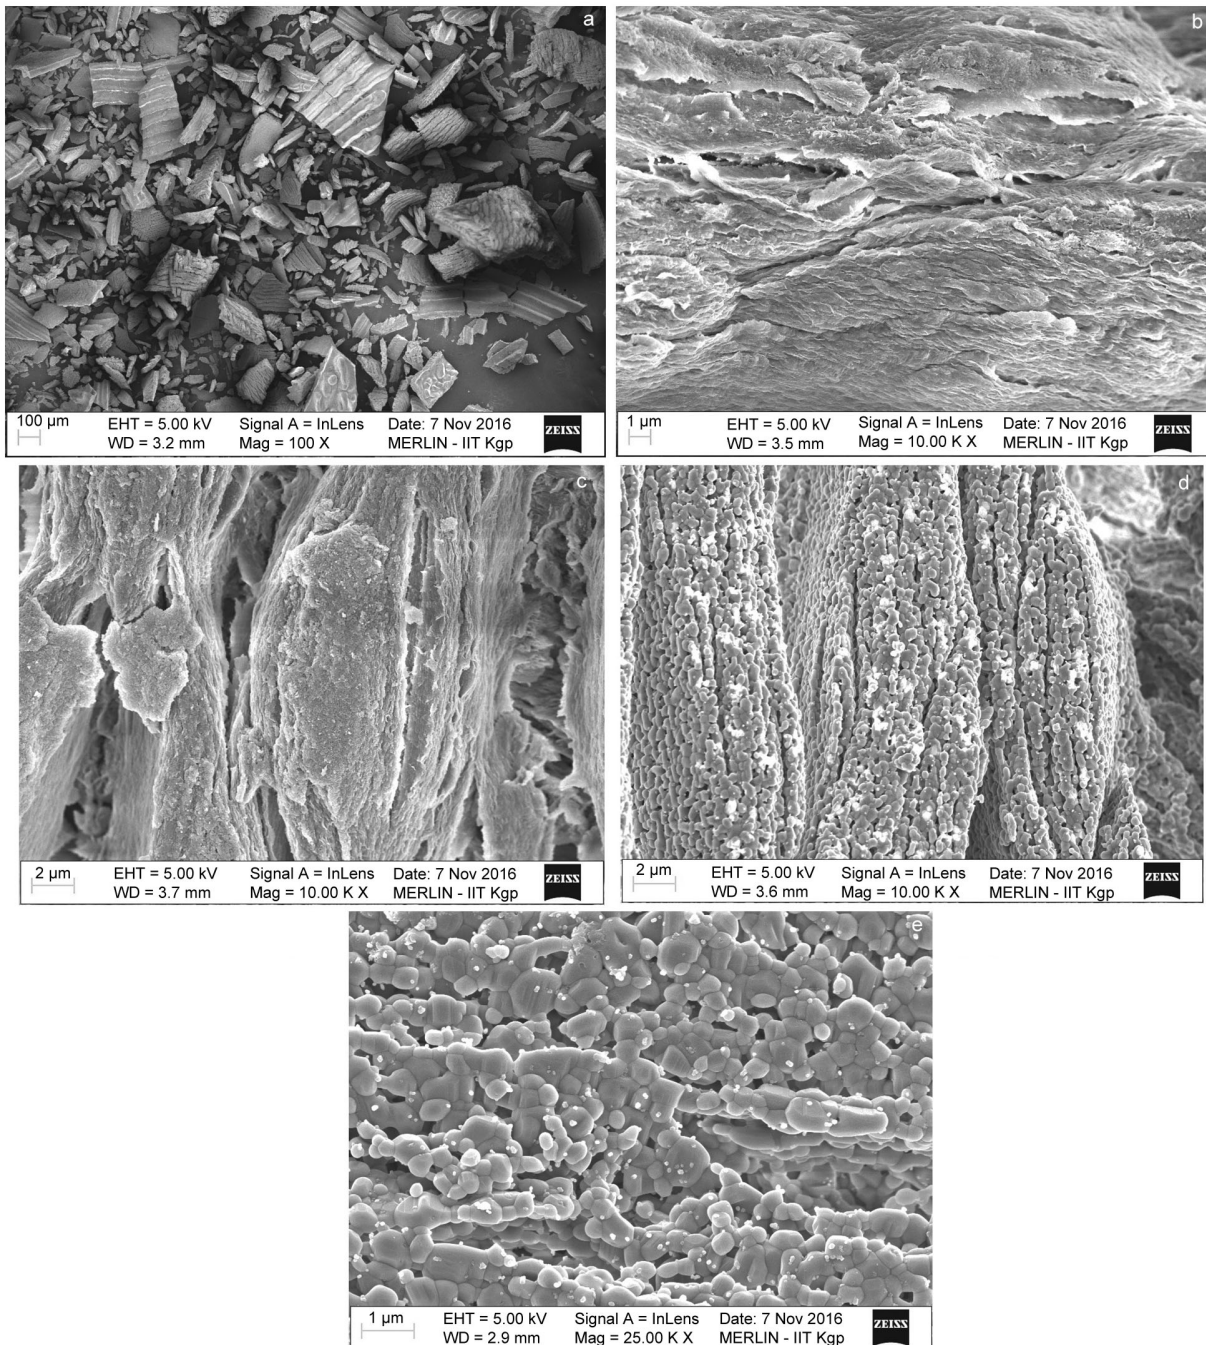 a
100 µm EHT = 5.00 kV Signal A = InLens Date: 7 Nov 2016 ZEISS
WD = 3.2 mm Mag = 100 X MERLIN - IIT Kgp
b
1 µm EHT = 5.00 kV Signal A = InLens Date: 7 Nov 2016 ZEISS
WD = 3.5 mm Mag = 10.00 K X MERLIN - IIT Kgp
c
2 µm EHT = 5.00 kV Signal A = InLens Date: 7 Nov 2016 ZEISS
WD = 3.7 mm Mag = 10.00 K X MERLIN - IIT Kgp
d
2 µm EHT = 5.00 kV Signal A = InLens Date: 7 Nov 2016 ZEISS
WD = 3.6 mm Mag = 10.00 K X MERLIN - IIT Kgp
e
1 µm EHT = 5.00 kV Signal A = InLens Date: 7 Nov 2016 ZEISS
WD = 2.9 mm Mag = 25.00 K X MERLIN - IIT Kgp